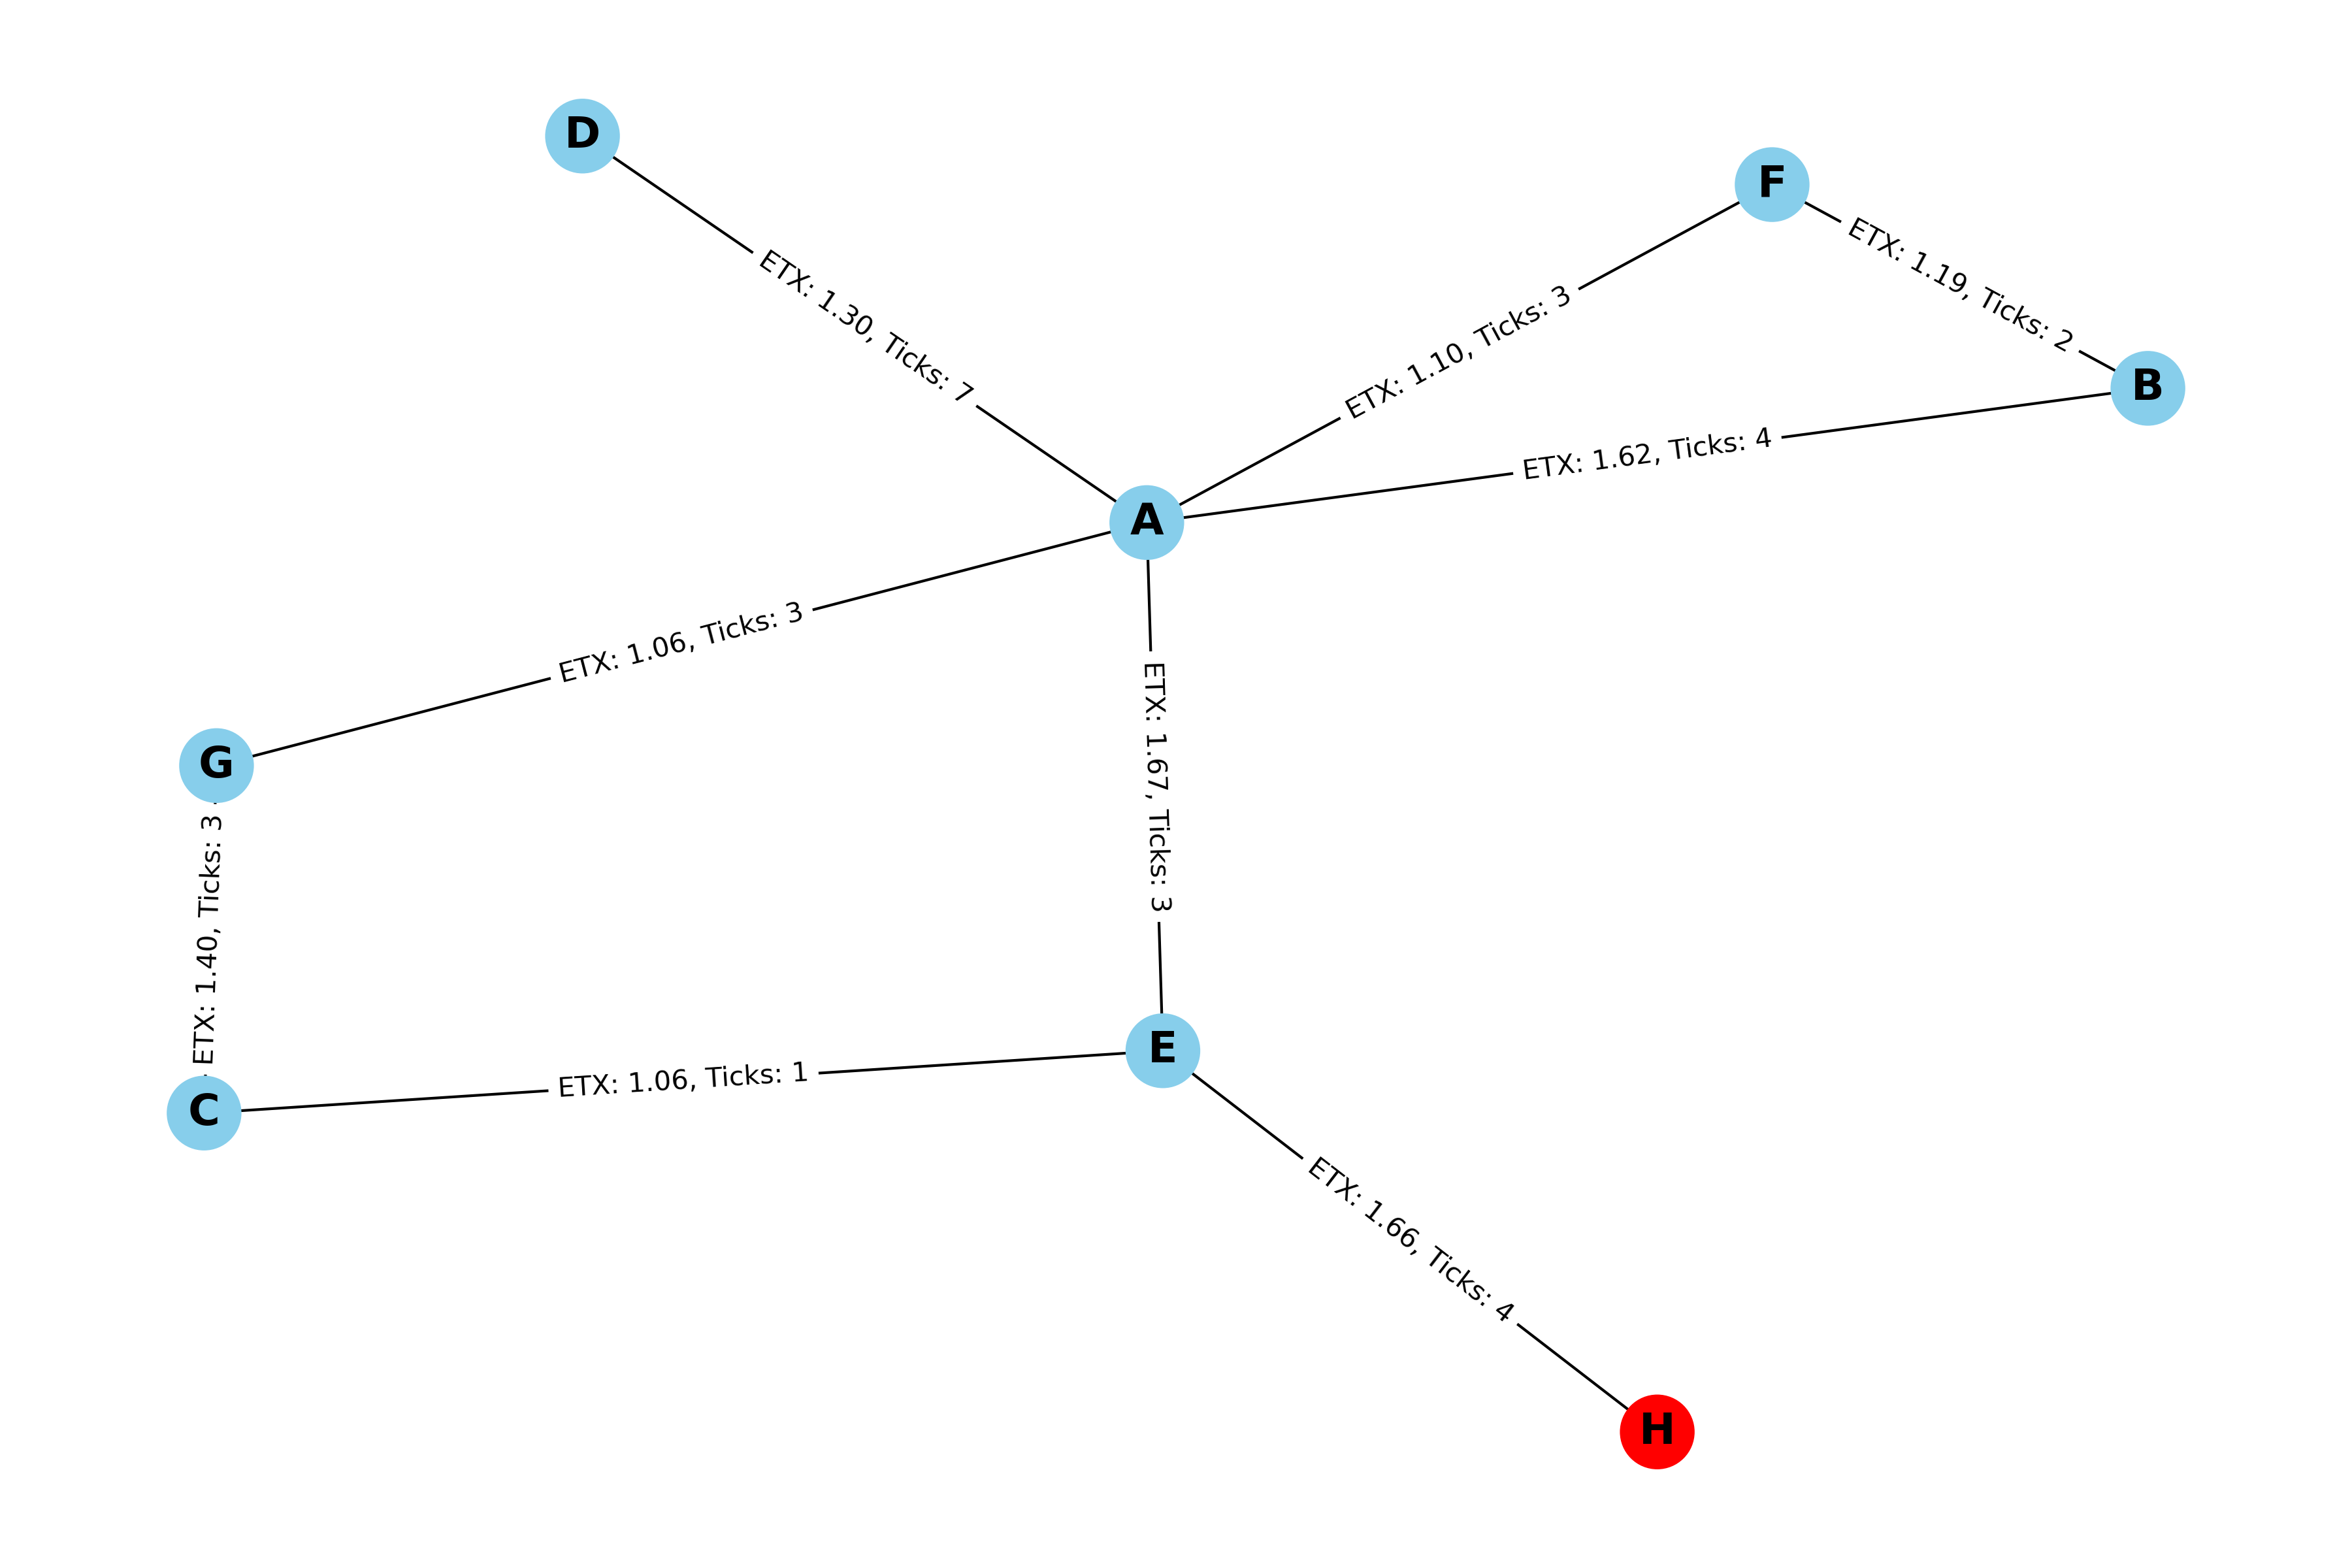 D
F
ETX: 1.19, Ticks: 2
ETX: 1.30, Ticks: 7
ETX: 1.10, Ticks: 3
B
ETX: 1.62, Ticks: 4
A
ETX: 1.06, Ticks: 3
ETX: 1.67, Ticks: 3
G
ETX: 1.40, Ticks: 3
E
ETX: 1.06, Ticks: 1
C
ETX: 1.66, Ticks: 4
H